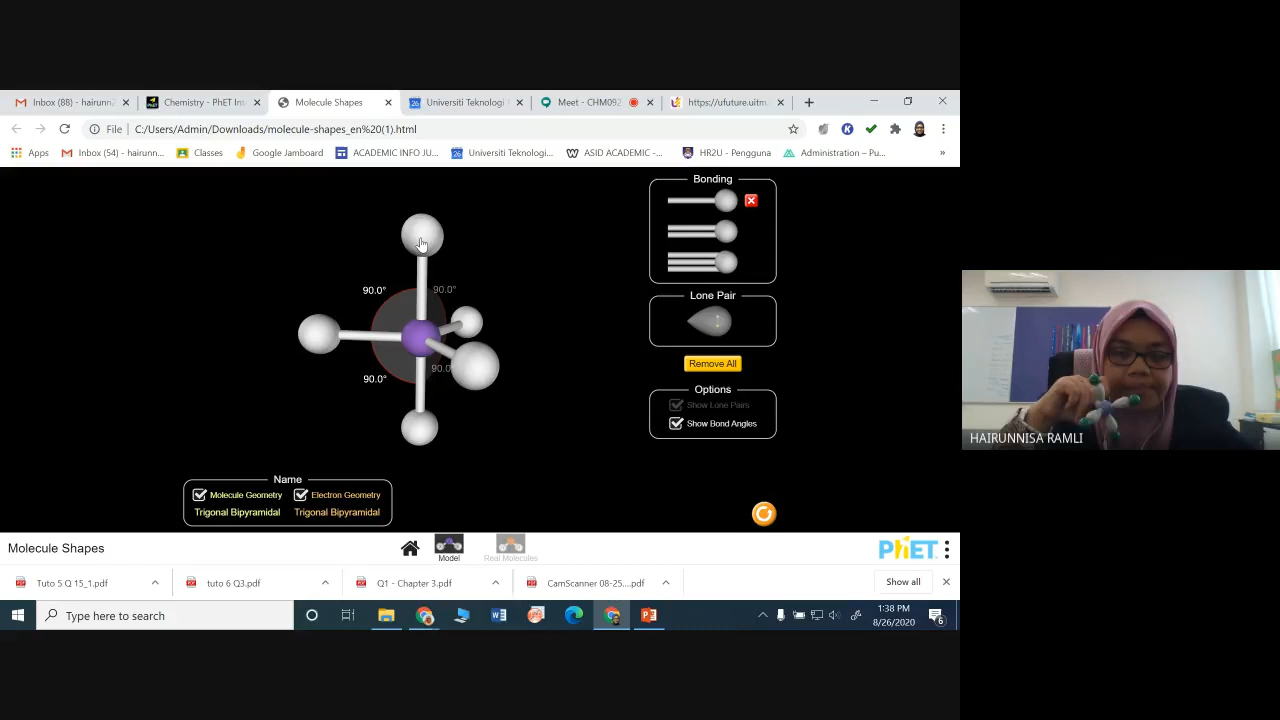 Inbox (88) - hairunn
Chemistry - PhET In
Molecule Shapes
Universiti Teknologi
Meet - CHM092
https://ufuture.uitm.
File
C:/Users/Admin/Downloads/molecule-shapes_en%20(1).html
Apps
Inbox (54) - hairunn...
Classes
Google Jamboard
ACADEMIC INFO JU...
Universiti Teknologi...
ASID ACADEMIC -...
HR2U - Pengguna
Administration – Pu...
»
Bonding
90.0°
90.0°
90.0°
90.0
Lone Pair
Remove All
Options
Show Lone Pairs
Show Bond Angles
HAIRUNNISA RAMLI
Name
Molecule Geometry
Electron Geometry
Trigonal Bipyramidal
Trigonal Bipyramidal
Molecule Shapes
Model
Real Molecules
PhET
Tuto 5 Q 15_1.pdf
tuto 6 Q3.pdf
Q1 - Chapter 3.pdf
CamScanner 08-25....pdf
Show all
Type here to search
1:38 PM
8/26/2020
6